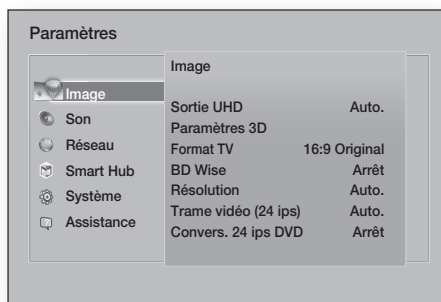 Paramètres
Image
Son
Réseau
Smart Hub
Système
Assistance
Image
Sortie UHD Auto.
Paramètres 3D
Format TV 16:9 Original
BD Wise Arrêt
Résolution Auto.
Trame vidéo (24 ips) Auto.
Convers. 24 ips DVD Arrêt